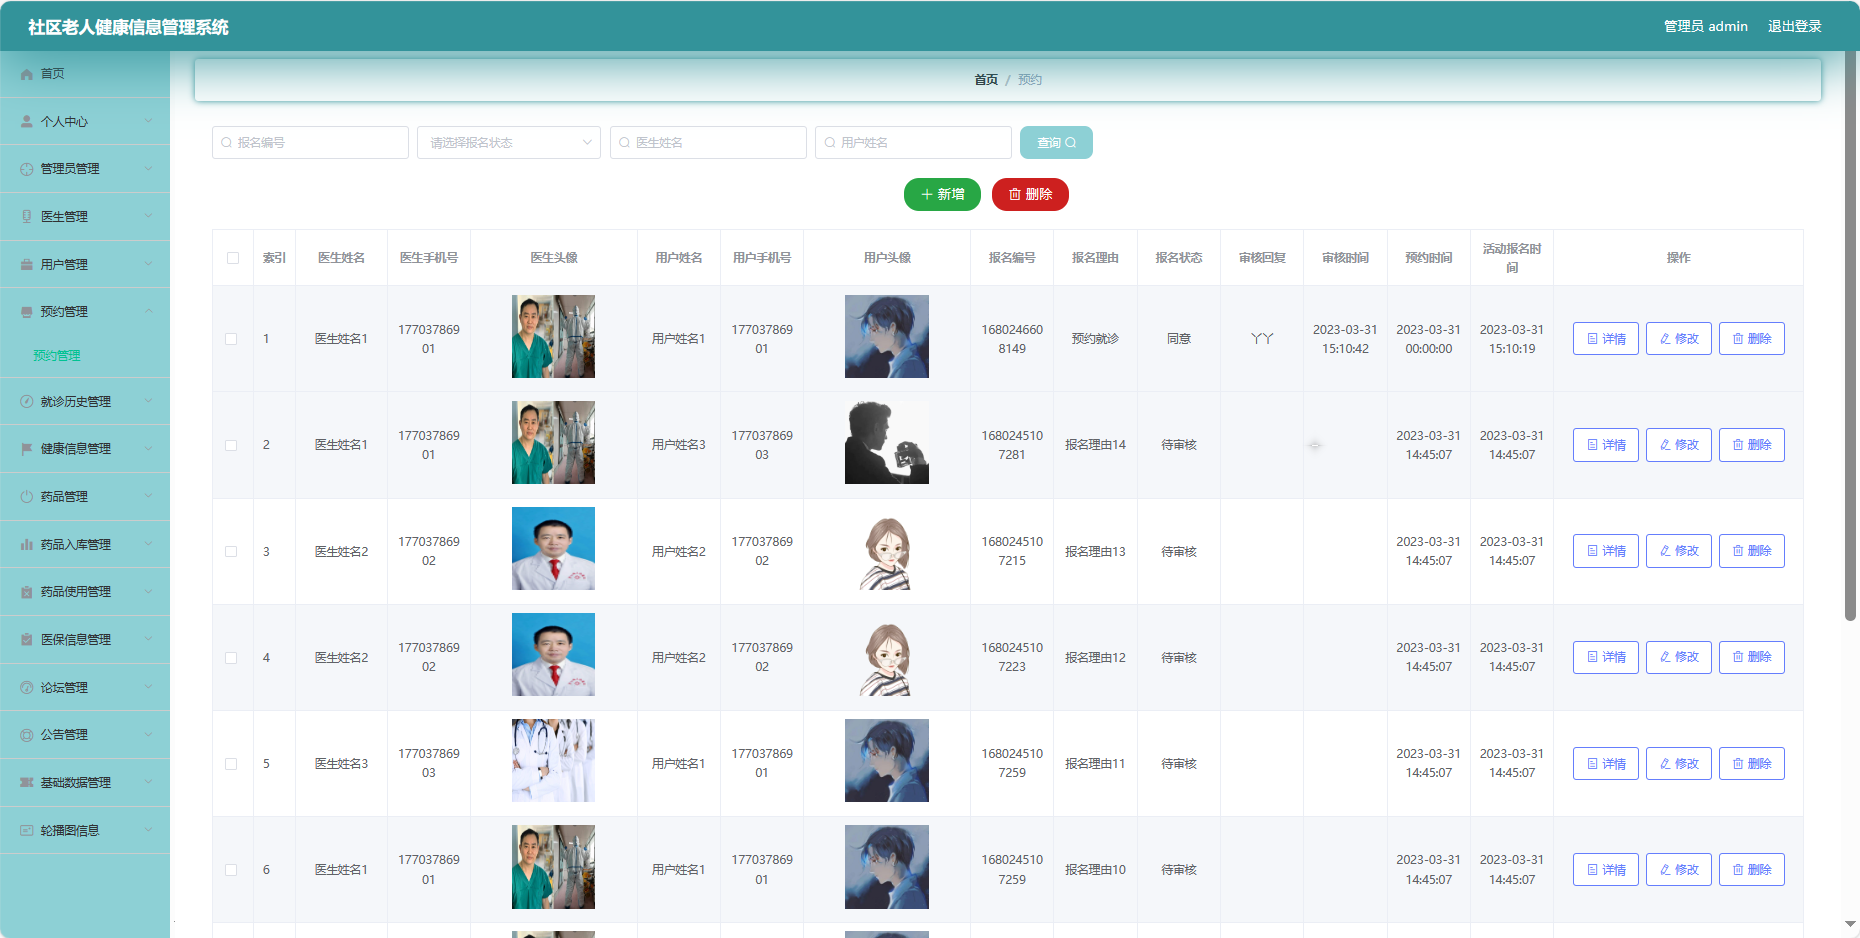 社区老人健康信息管理系统
管理员 admin 退出登录
首页
个人中心
管理员管理
医生管理
用户管理
预约管理
预约管理
就诊历史管理
健康信息管理
药品管理
药品入库管理
药品使用管理
医保信息管理
论坛管理
公告管理
基础数据管理
轮播图信息
首页 / 预约
报名编号 请选择报名状态 医生姓名 用户姓名 查询
新增 删除
索引 医生姓名 医生手机号 医生头像 用户姓名 用户手机号 用户头像 报名编号 报名理由 报名状态 审核回复 审核时间 预约时间 活动报名时间 操作
1 医生姓名1 17703786901 用户姓名1 17703786901 1680246608149 预约就诊 同意 丫丫 2023-03-31 15:10:42 2023-03-31 00:00:00 2023-03-31 15:10:19 详情 修改 删除
2 医生姓名1 17703786901 用户姓名3 17703786903 1680245107281 报名理由14 待审核 2023-03-31 14:45:07 2023-03-31 14:45:07 详情 修改 删除
3 医生姓名2 17703786902 用户姓名2 17703786902 1680245107215 报名理由13 待审核 2023-03-31 14:45:07 2023-03-31 14:45:07 详情 修改 删除
4 医生姓名2 17703786902 用户姓名2 17703786902 1680245107223 报名理由12 待审核 2023-03-31 14:45:07 2023-03-31 14:45:07 详情 修改 删除
5 医生姓名3 17703786903 用户姓名1 17703786901 1680245107259 报名理由11 待审核 2023-03-31 14:45:07 2023-03-31 14:45:07 详情 修改 删除
6 医生姓名1 17703786901 用户姓名1 17703786901 1680245107259 报名理由10 待审核 2023-03-31 14:45:07 2023-03-31 14:45:07 详情 修改 删除